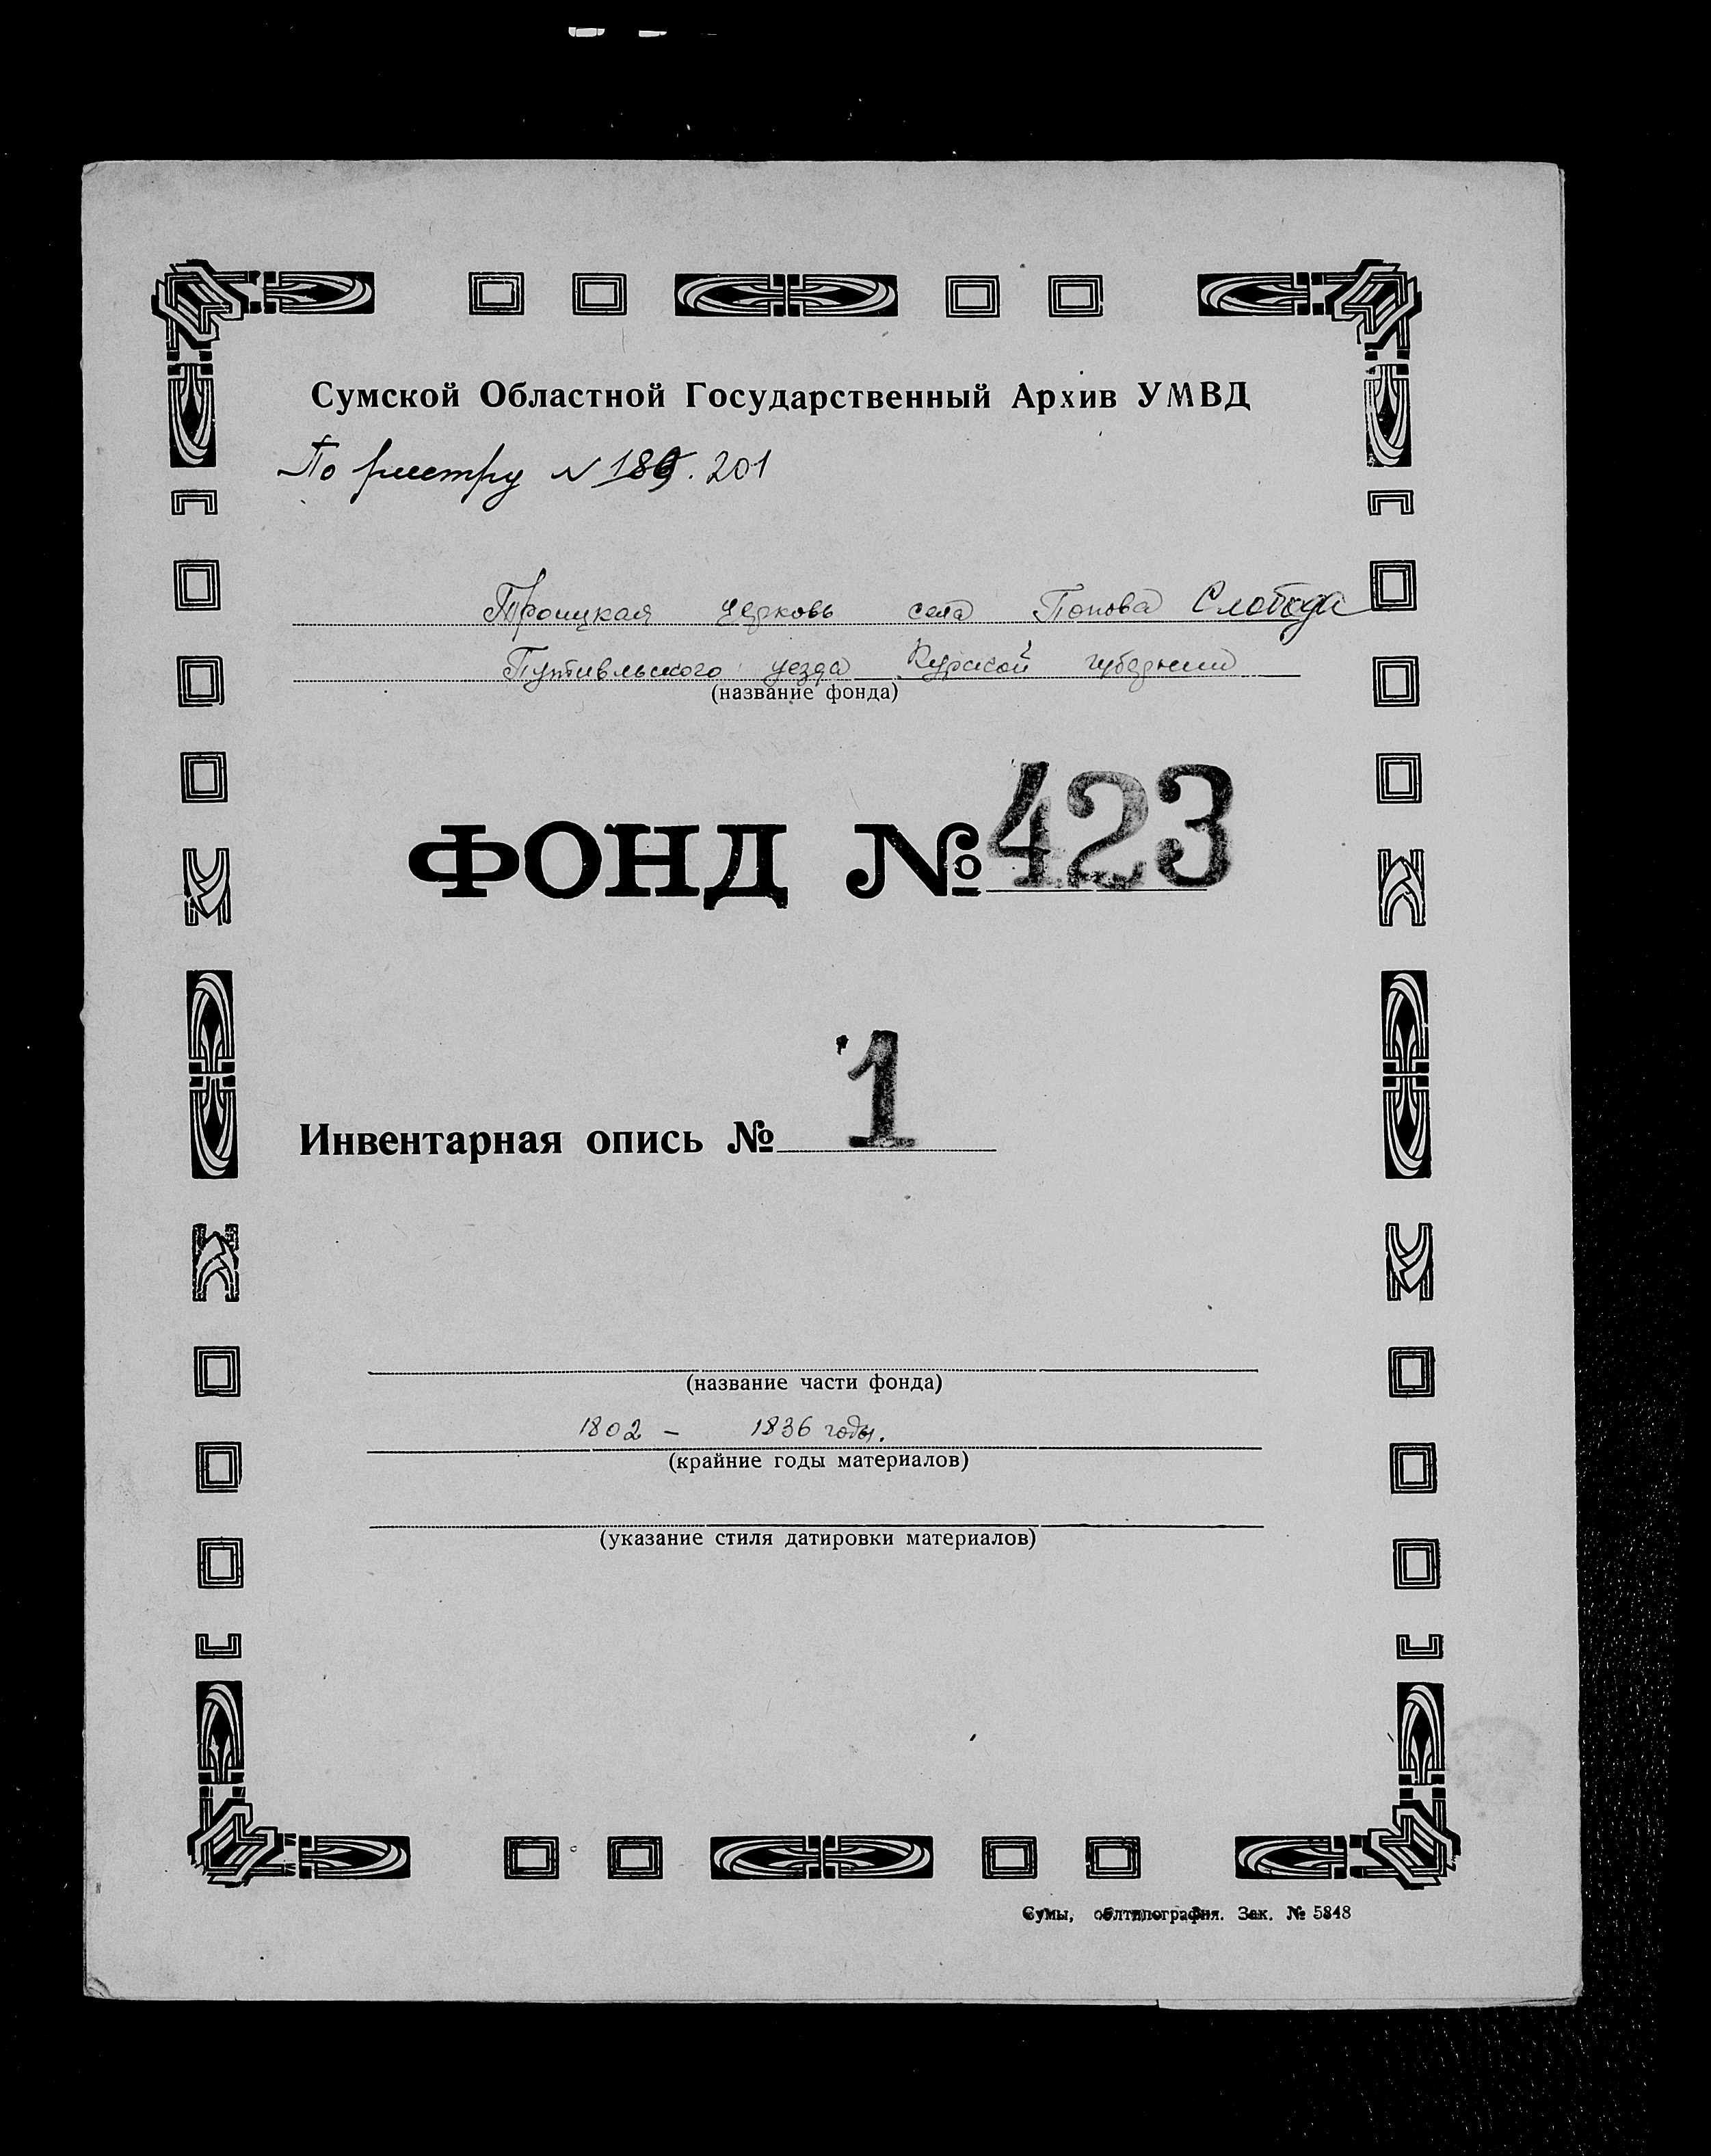 Сумской Областной Государственный Архив УМВД
По реестру N 189. 201
Троицкая церковь села Попова Слобода
Путивльского уезда Курской губернии
(название фонда)
ФОНД № 423
Инвентарная опись № 1
(название части фонда)
1802 – 1836 годы.
(крайние годы материалов)
(указание стиля датировки материалов)
Сумы, облтипография. Зак. № 5848